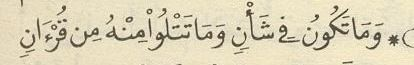 * وَمَا تَكُونُ فِي شَأْنٍ وَمَا تَتْلُوا۟ مِنْهُ مِن قُرْءَانٍ